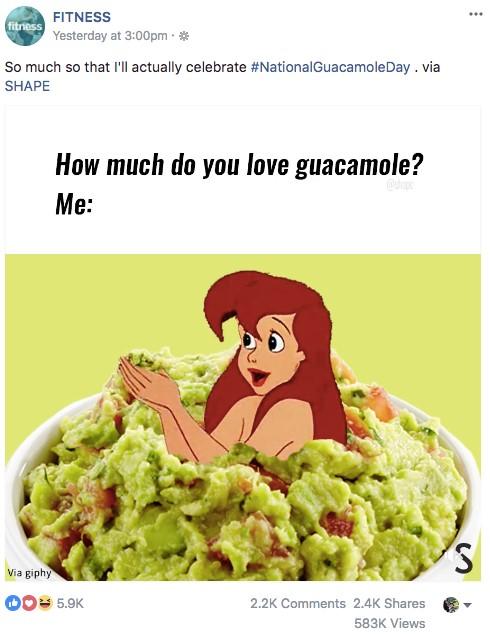 fitness
FITNESS
Yesterday at 3:00pm ·
So much so that I'll actually celebrate #NationalGuacamoleDay . via
SHAPE
How much do you love guacamole?
Me:
Via giphy
S
5.9K
2.2K Comments 2.4K Shares
583K Views